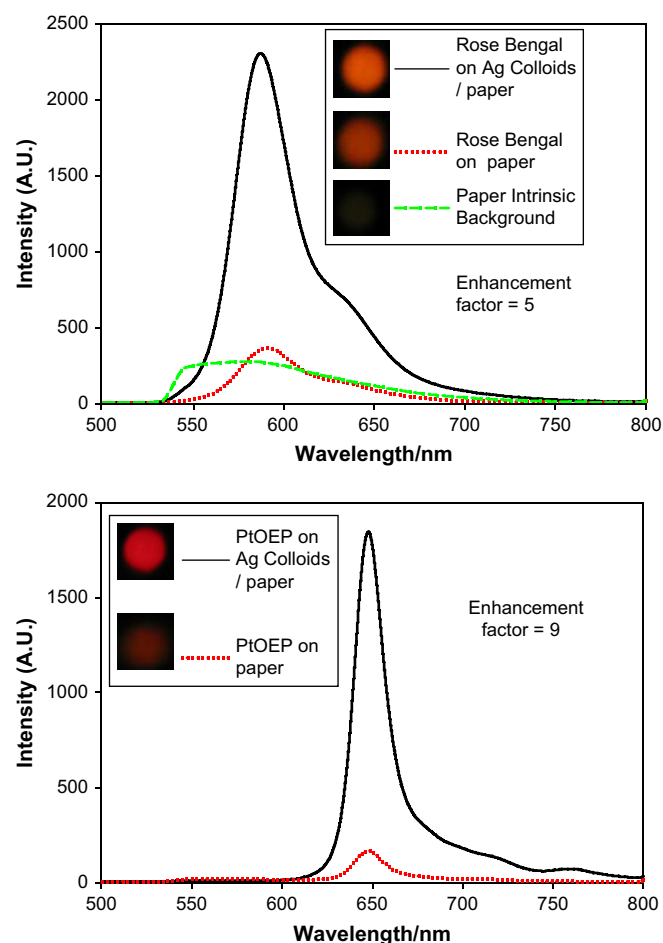 2500
2000
1500
1000
500
0
Intensity (A.U.)
Rose Bengal
on Ag Colloids
/ paper
Rose Bengal
on paper
Paper Intrinsic
Background
Enhancement
factor = 5
500 550 600 650 700 750 800
Wavelength/nm
2000
1500
1000
500
0
Intensity (A.U.)
PtOEP on
Ag Colloids
/ paper
PtOEP on
paper
Enhancement
factor = 9
500 550 600 650 700 750 800
Wavelength/nm